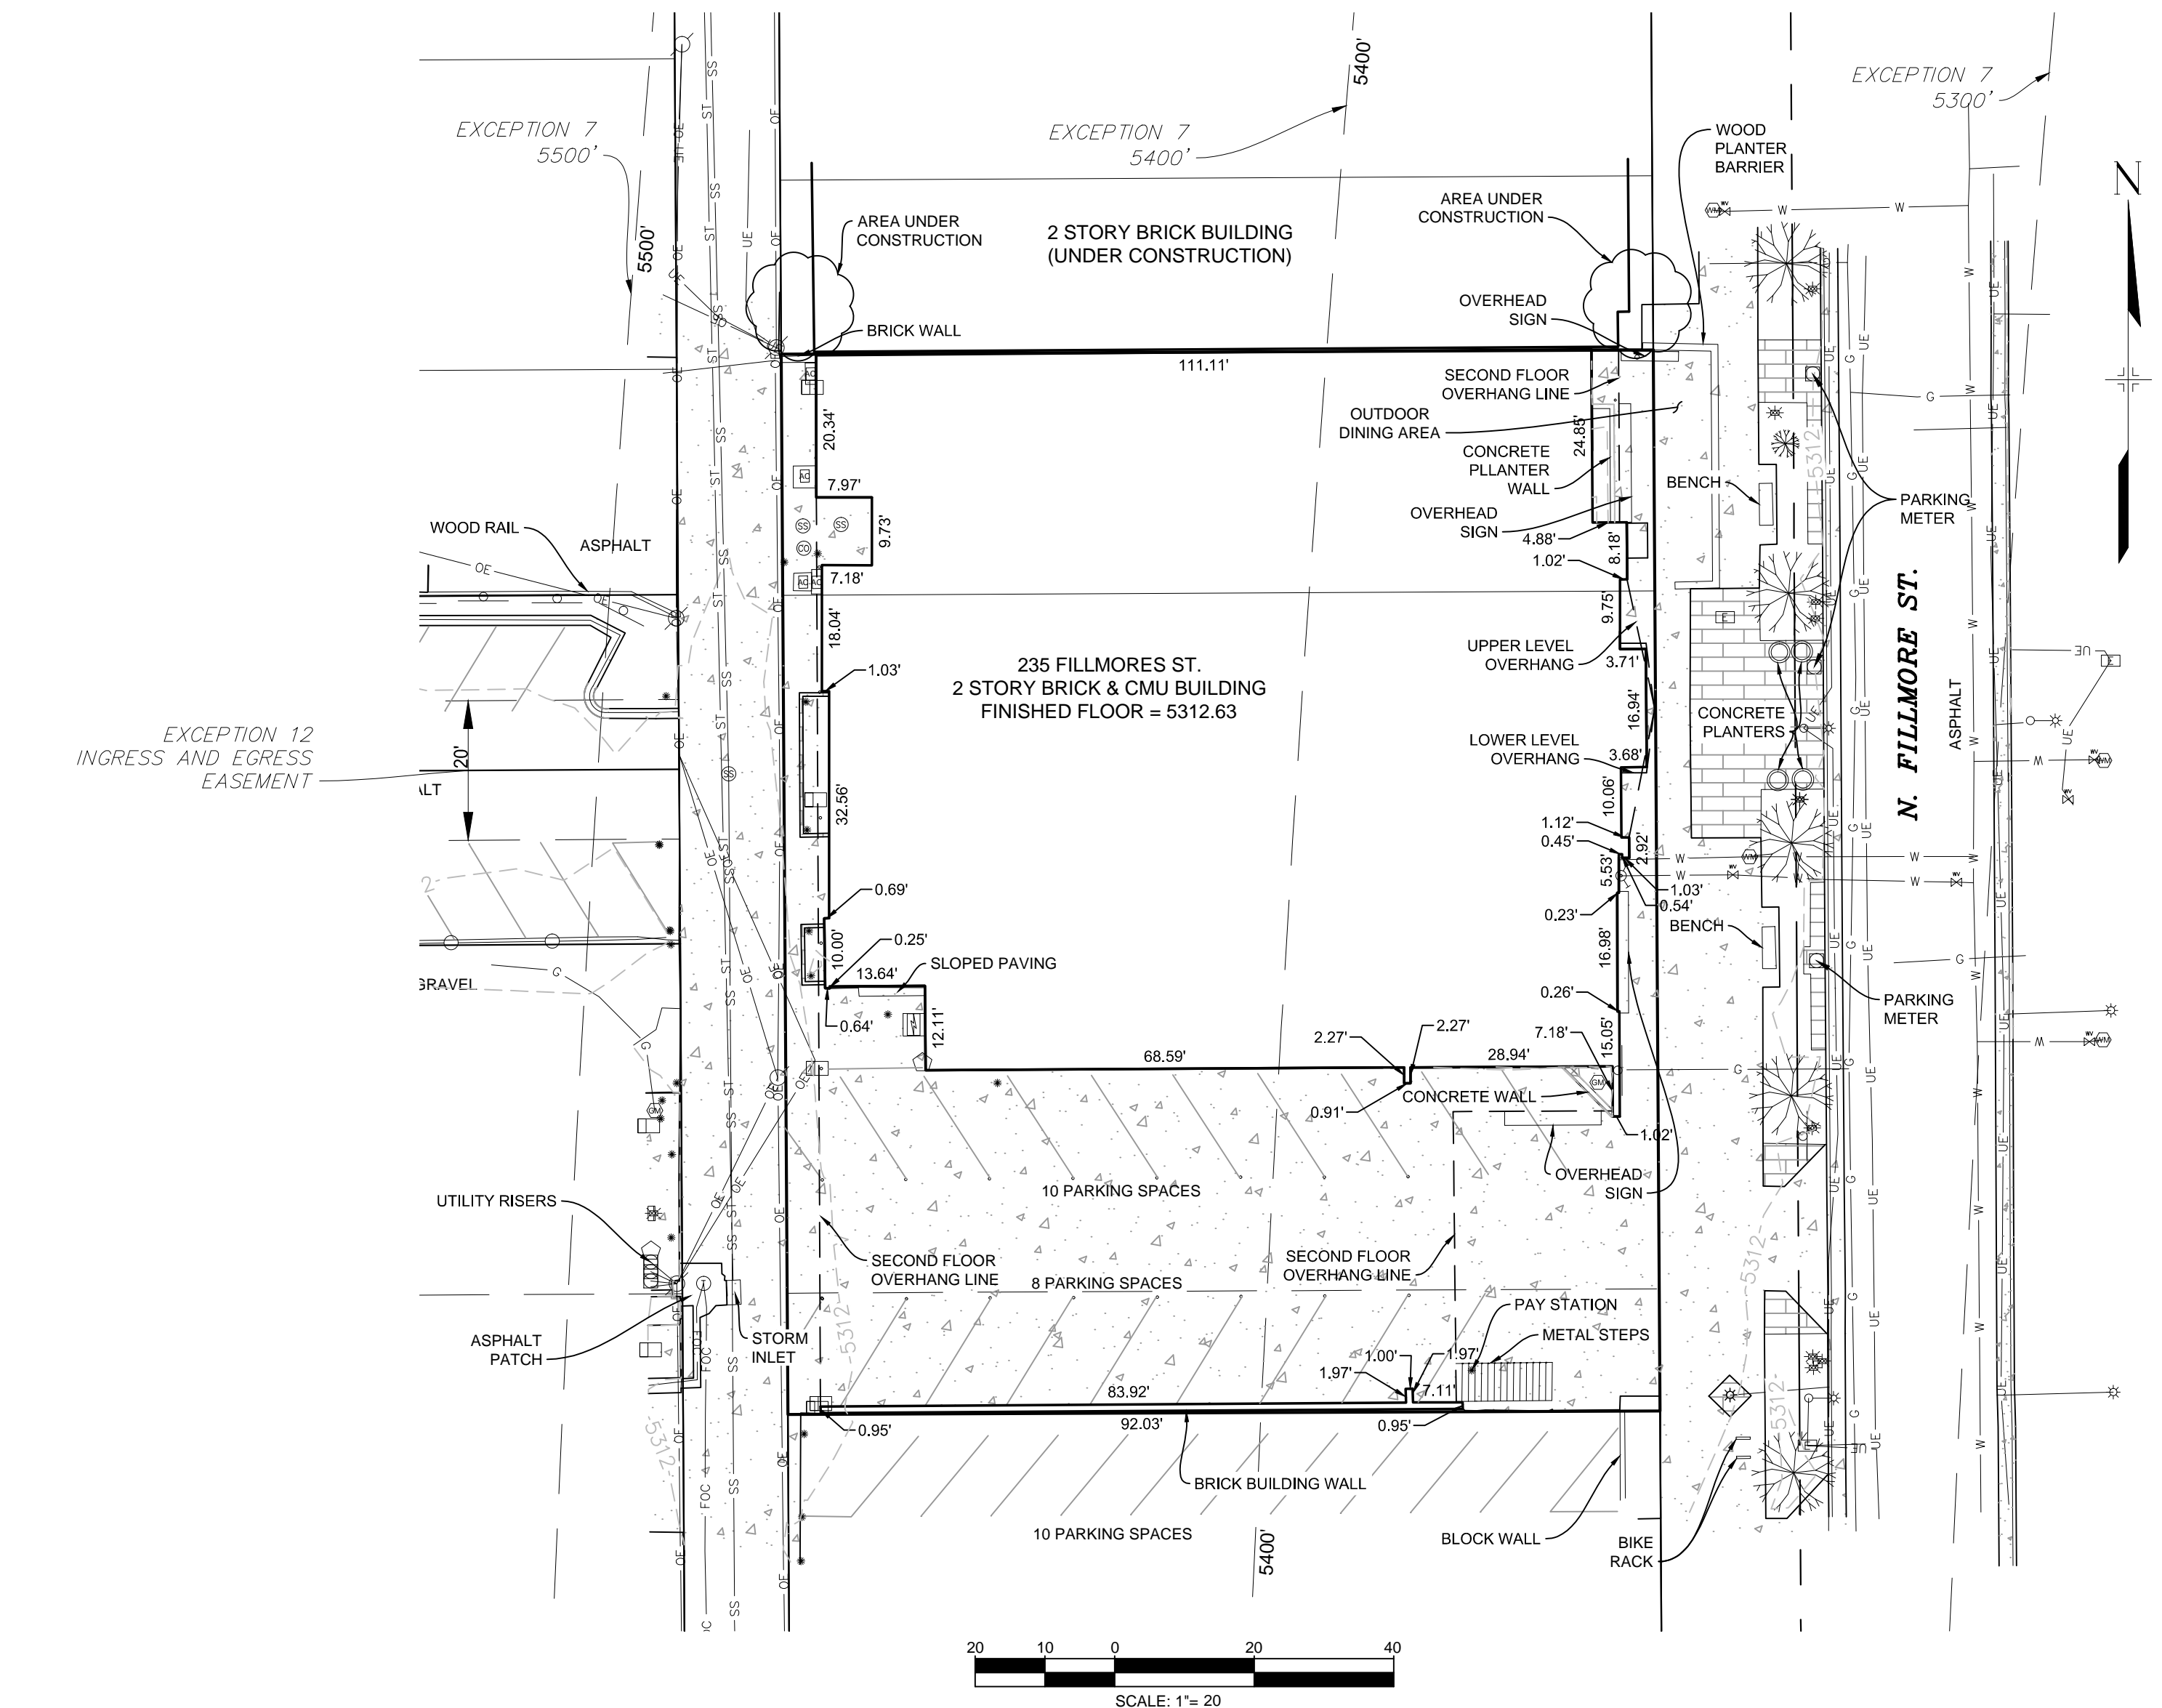 EXCEPTION 7
5500'
5500'
EXCEPTION 7
5400'
5400'
EXCEPTION 7
5300'
WOOD
PLANTER
BARRIER
N
AREA UNDER
CONSTRUCTION
2 STORY BRICK BUILDING
(UNDER CONSTRUCTION)
AREA UNDER
CONSTRUCTION
OVERHEAD
SIGN
BRICK WALL
111.11'
SECOND FLOOR
OVERHANG LINE
OUTDOOR
DINING AREA
CONCRETE
PLLANTER
WALL
OVERHEAD
SIGN
24.85'
20.34'
7.97'
9.73'
7.18'
18.04'
1.03'
32.56'
0.69'
10.00'
0.25'
13.64'
0.64'
12.11'
SLOPED PAVING
4.88'
8.18'
1.02'
9.75'
UPPER LEVEL
OVERHANG
3.71'
16.94'
LOWER LEVEL
OVERHANG
3.68'
10.06'
1.12'
0.45'
2.92'
5.53'
1.03'
0.54'
0.23'
16.98'
0.26'
7.18'
15.05'
BENCH
PARKING
METER
WOOD RAIL
ASPHALT
235 FILLMORES ST.
2 STORY BRICK & CMU BUILDING
FINISHED FLOOR = 5312.63
CONCRETE
PLANTERS
N. FILLMORE ST.
ASPHALT
EXCEPTION 12
INGRESS AND EGRESS
EASEMENT
20'
ALT
GRAVEL
BENCH
PARKING
METER
68.59'
2.27'
2.27'
28.94'
0.91'
CONCRETE WALL
1.02'
OVERHEAD
SIGN
10 PARKING SPACES
UTILITY RISERS
SECOND FLOOR
OVERHANG LINE
SECOND FLOOR
OVERHANG LINE
8 PARKING SPACES
PAY STATION
METAL STEPS
ASPHALT
PATCH
STORM
INLET
1.00'
1.97'
1.97'
7.11'
83.92'
92.03'
0.95'
0.95'
BRICK BUILDING WALL
10 PARKING SPACES
BLOCK WALL
BIKE
RACK
5400'
5312
5312
5312
5312
5312
20 10 0 20 40
SCALE: 1"= 20